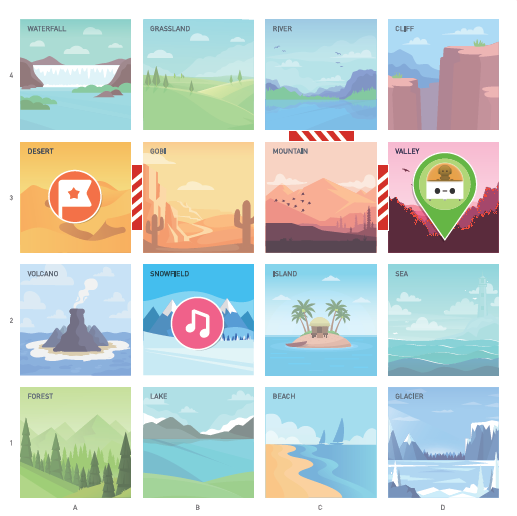 WATERFALL GRASSLAND RIVER CLIFF
4
DESERT GOBI MOUNTAIN VALLEY
3
VOLCANO SNOWFIELD ISLAND SEA
2
FOREST LAKE BEACH GLACIER
1
A B C D